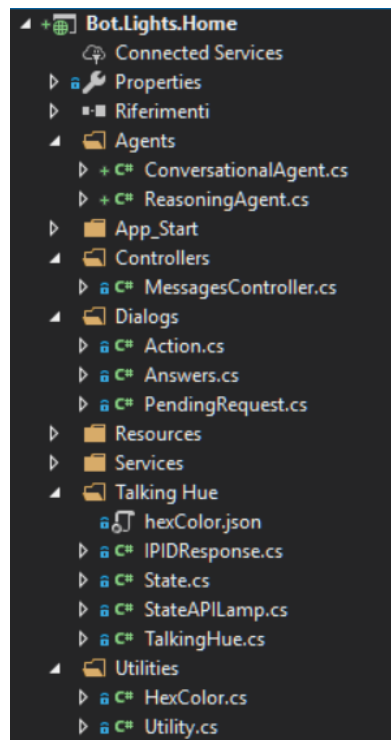 Bot.Lights.Home
Connected Services
Properties
Riferimenti
Agents
C# ConversationalAgent.cs
C# ReasoningAgent.cs
App_Start
Controllers
C# MessagesController.cs
Dialogs
C# Action.cs
C# Answers.cs
C# PendingRequest.cs
Resources
Services
Talking Hue
hexColor.json
C# IPIDResponse.cs
C# State.cs
C# StateAPILamp.cs
C# TalkingHue.cs
Utilities
C# HexColor.cs
C# Utility.cs